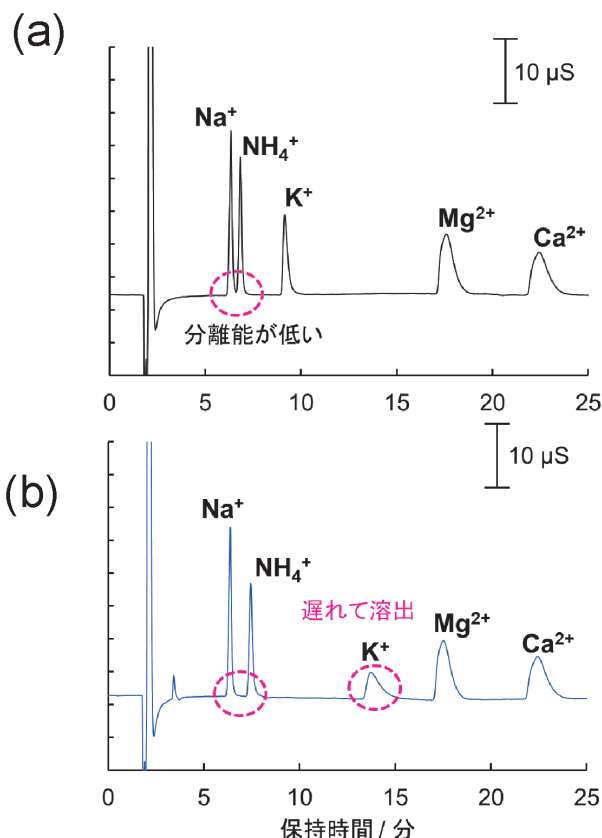 (a)
10 µS
Na⁺
NH₄⁺
K⁺
Mg²⁺
Ca²⁺
分離能が低い
0 5 10 15 20 25
(b)
10 µS
Na⁺
NH₄⁺
遅れて溶出
K⁺
Mg²⁺
Ca²⁺
0 5 10 15 20 25
保持時間 / 分